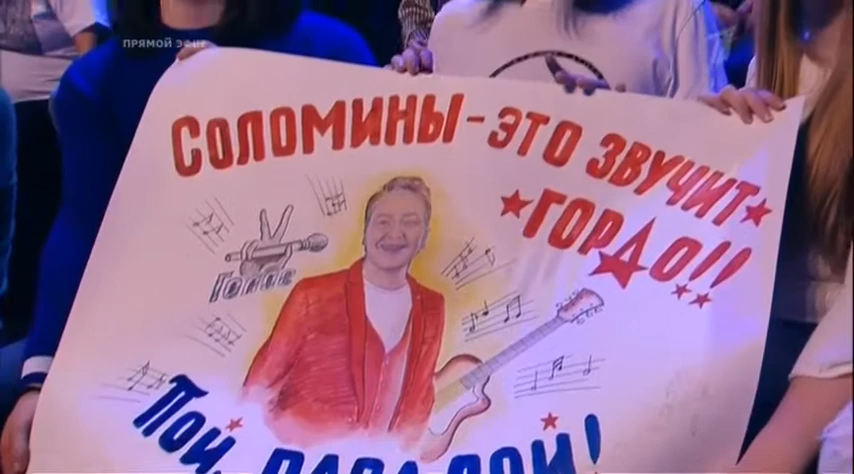 ПРЯМОЙ ЭФИР
СОЛОМИНЫ - ЭТО ЗВУЧИТ
ГОРДО!!
Голос
Пой,